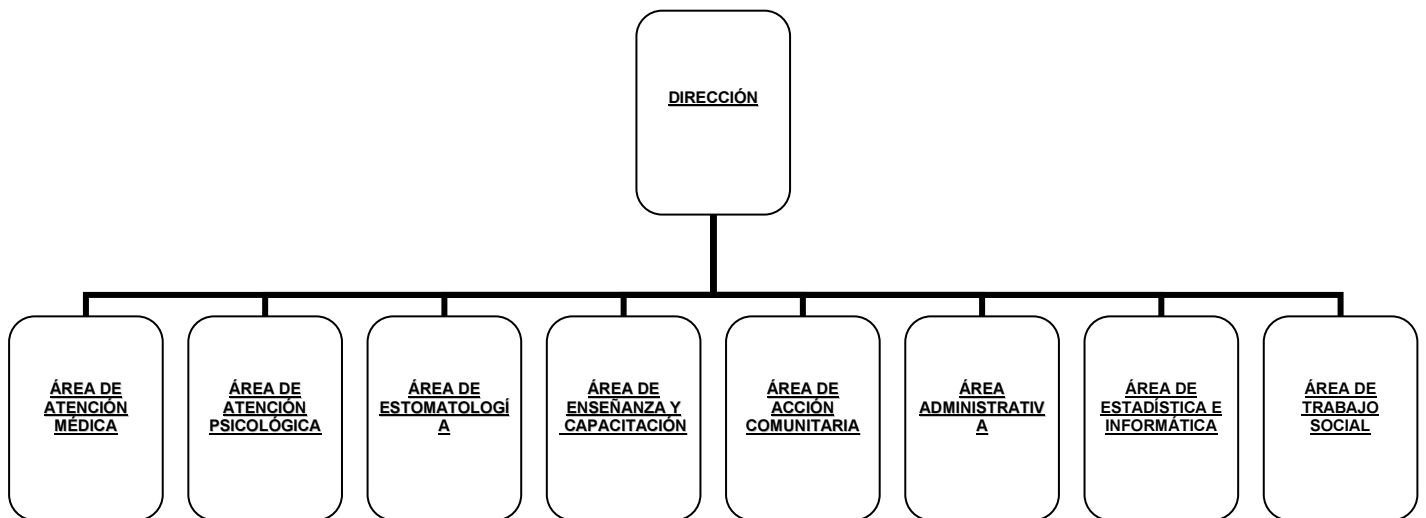 DIRECCIÓN
ÁREA DE
ATENCIÓN
MÉDICA
ÁREA DE
ATENCIÓN
PSICOLÓGICA
ÁREA DE
ESTOMATOLOGÍ
A
ÁREA DE
ENSEÑANZA Y
CAPACITACIÓN
ÁREA DE
ACCIÓN
COMUNITARIA
ÁREA
ADMINISTRATIV
A
ÁREA DE
ESTADÍSTICA E
INFORMÁTICA
ÁREA DE
TRABAJO
SOCIAL